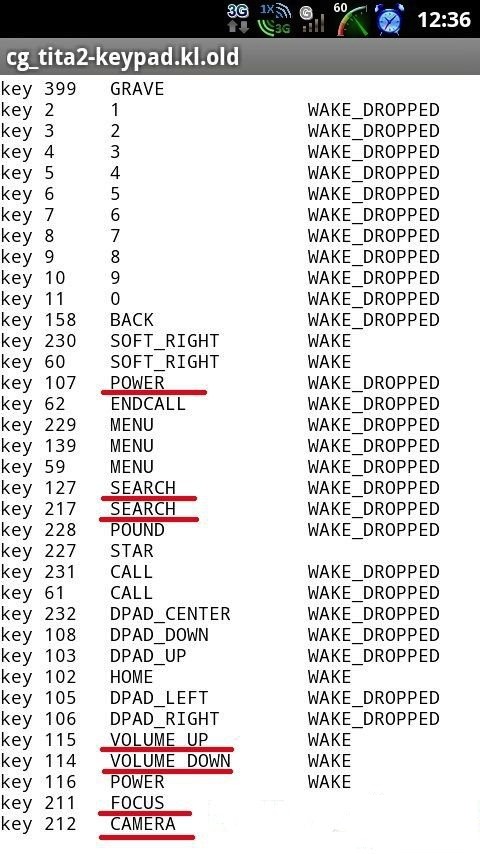 3G 1X 3G G 60 12:36
cg_tita2-keypad.kl.old
key 399 GRAVE
key 2 1 WAKE_DROPPED
key 3 2 WAKE_DROPPED
key 4 3 WAKE_DROPPED
key 5 4 WAKE_DROPPED
key 6 5 WAKE_DROPPED
key 7 6 WAKE_DROPPED
key 8 7 WAKE_DROPPED
key 9 8 WAKE_DROPPED
key 10 9 WAKE_DROPPED
key 11 0 WAKE_DROPPED
key 158 BACK WAKE_DROPPED
key 230 SOFT_RIGHT WAKE
key 60 SOFT_RIGHT WAKE
key 107 POWER WAKE_DROPPED
key 62 ENDCALL WAKE_DROPPED
key 229 MENU WAKE_DROPPED
key 139 MENU WAKE_DROPPED
key 59 MENU WAKE_DROPPED
key 127 SEARCH WAKE_DROPPED
key 217 SEARCH WAKE_DROPPED
key 228 POUND WAKE_DROPPED
key 227 STAR
key 231 CALL WAKE_DROPPED
key 61 CALL WAKE_DROPPED
key 232 DPAD_CENTER WAKE_DROPPED
key 108 DPAD_DOWN WAKE_DROPPED
key 103 DPAD_UP WAKE_DROPPED
key 102 HOME WAKE
key 105 DPAD_LEFT WAKE_DROPPED
key 106 DPAD_RIGHT WAKE_DROPPED
key 115 VOLUME_UP WAKE
key 114 VOLUME_DOWN WAKE
key 116 POWER WAKE
key 211 FOCUS
key 212 CAMERA